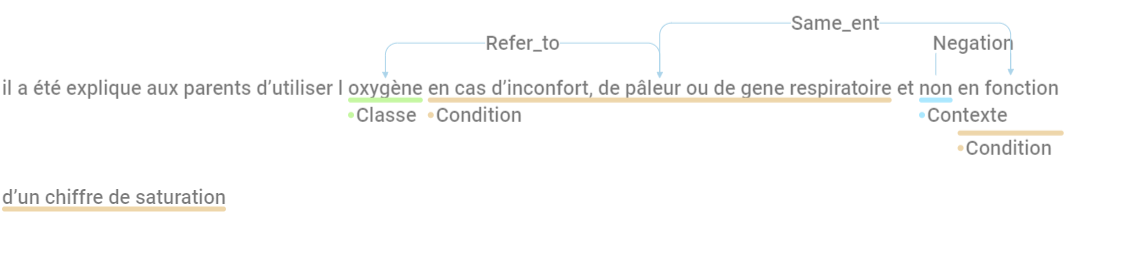 Same_ent
Refer_to
Negation
il a été explique aux parents d’utiliser l oxygène en cas d’inconfort, de pâleur ou de gene respiratoire et non en fonction
Classe Condition Contexte
Condition
d’un chiffre de saturation